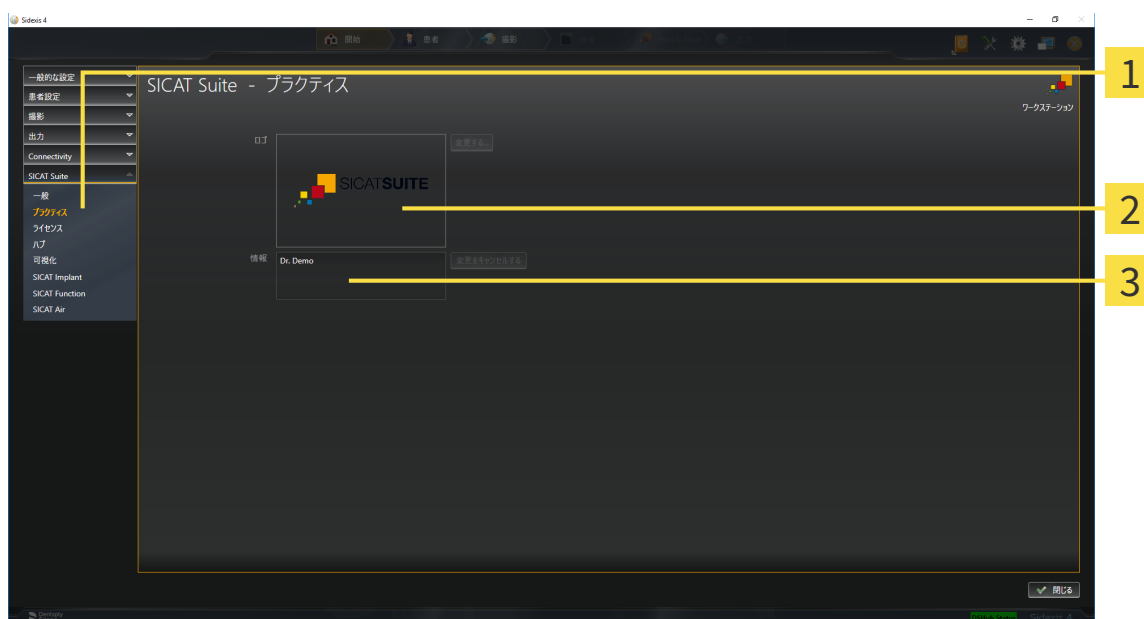 Sidexis 4
開始
患者
撮影
一般的な設定
患者設定
撮影
出力
Connectivity
SICAT Suite
一般
プラクティス
ライセンス
ハブ
可視化
SICAT Implant
SICAT Function
SICAT Air
SICAT Suite - プラクティス
ワークステーション
ロゴ
変更する...
SICATSUITE
情報
Dr. Demo
変更をキャンセルする
1
2
3
閉じる
Dentsply
Sidexis 4